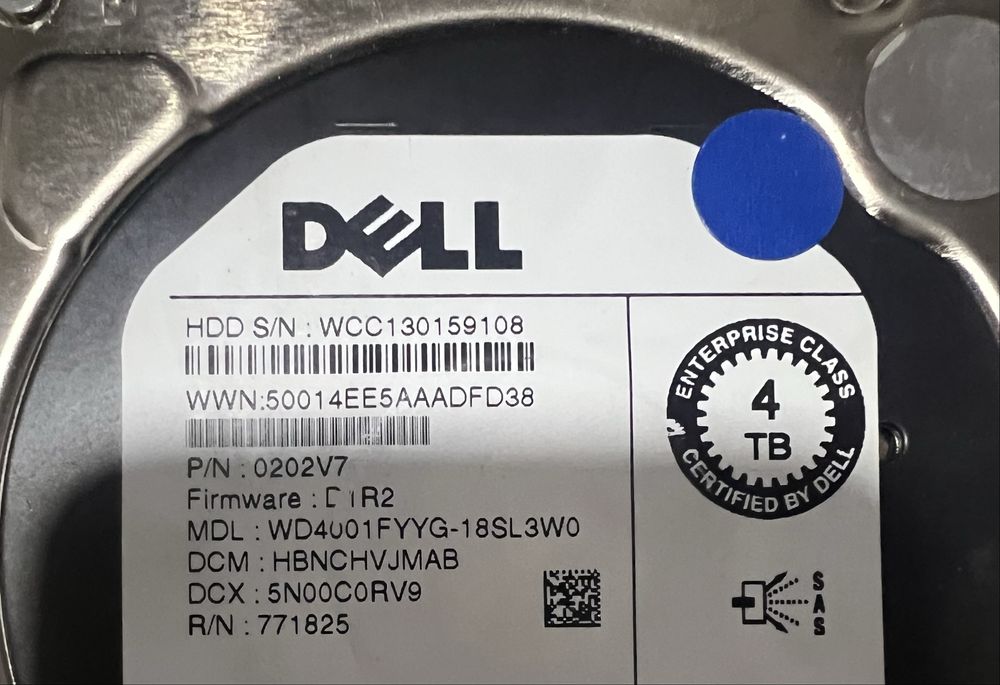 DELL
HDD S/N : WCC130159108
WWN:50014EE5AAADFD38
P/N : 0202V7
Firmware :
MDL : WD4001FYYG-18SL3W0
DCM : HBNCHVJMAB
DCX : 5N00C0RV9
R/N : 771825
ENTERPRISE CLASS
4
TB
CERTIFIED BY DELL
SAS